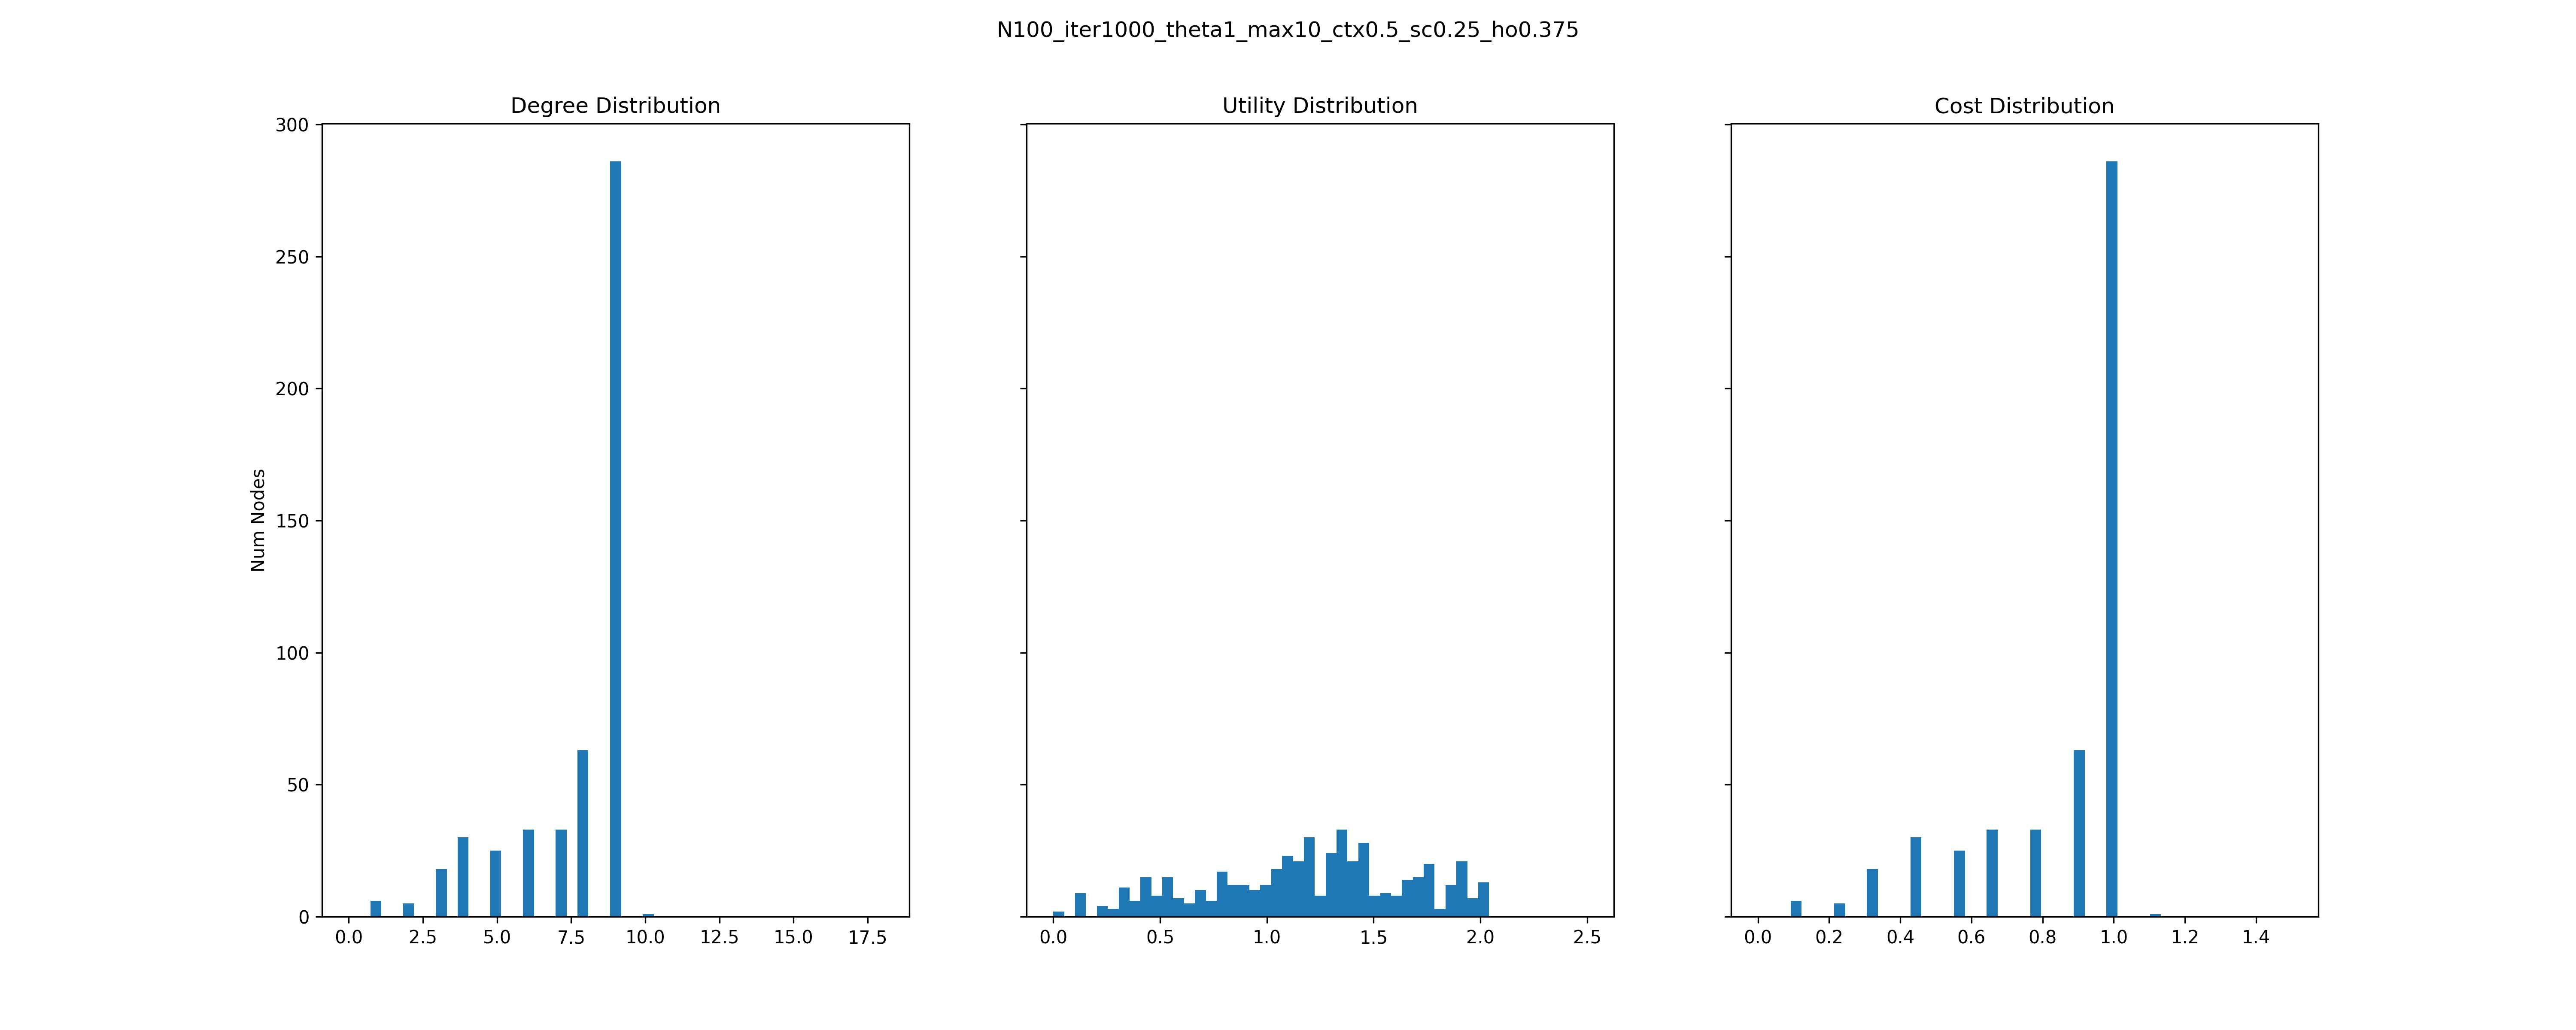 N100_iter1000_theta1_max10_ctx0.5_sc0.25_ho0.375
Degree Distribution
Utility Distribution
Cost Distribution
Num Nodes
300
250
200
150
100
50
0
0.0 2.5 5.0 7.5 10.0 12.5 15.0 17.5
0.0 0.5 1.0 1.5 2.0 2.5
0.0 0.2 0.4 0.6 0.8 1.0 1.2 1.4